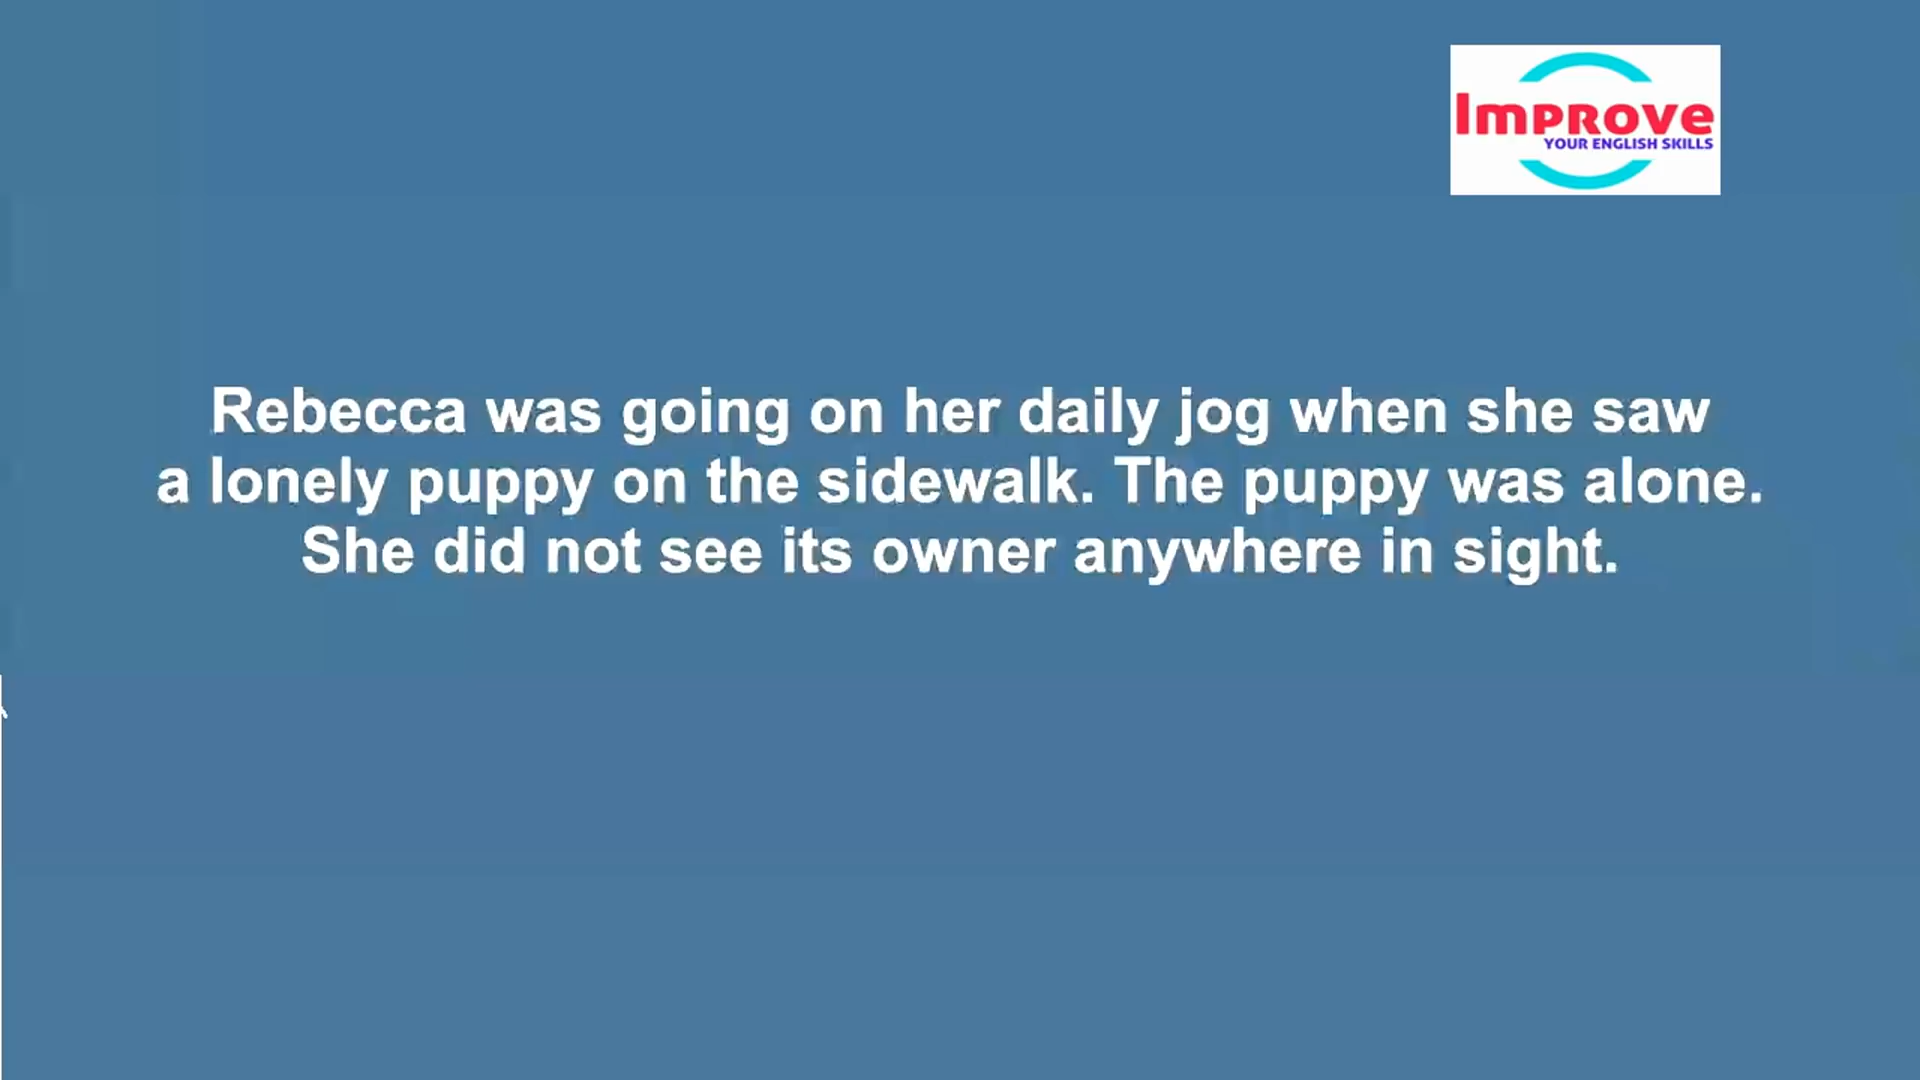 Improve
YOUR ENGLISH SKILLS
Rebecca was going on her daily jog when she saw
a lonely puppy on the sidewalk. The puppy was alone.
She did not see its owner anywhere in sight.